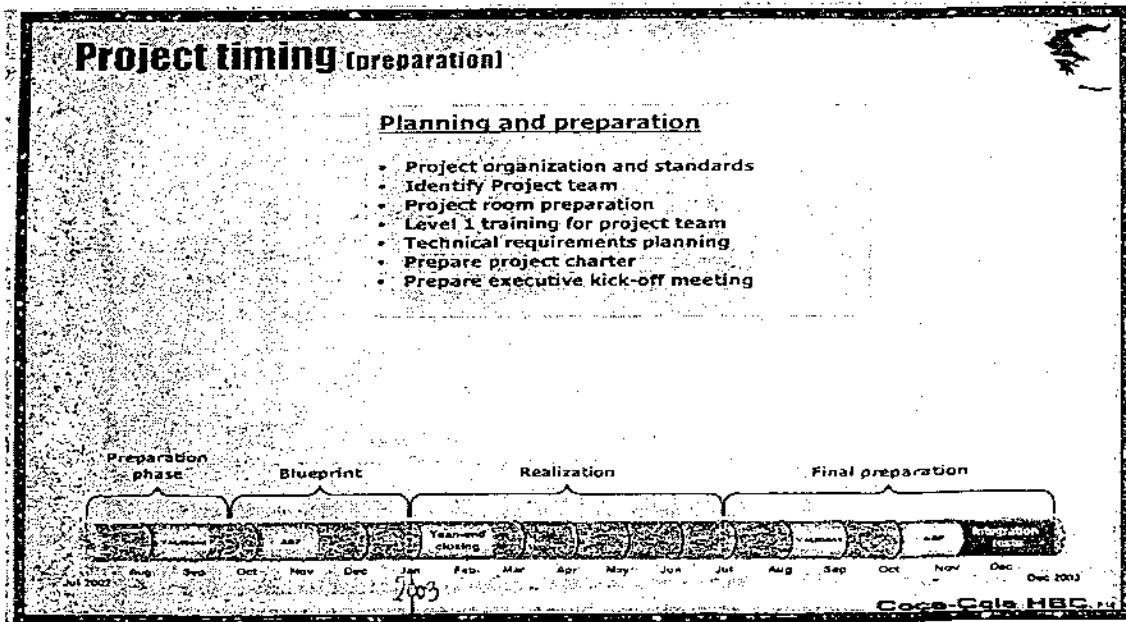 Project timing (preparation)
Planning and preparation
• Project organization and standards
• Identify Project team
• Project room preparation
• Level 1 training for project team
• Technical requirements planning
• Prepare project charter
• Prepare executive kick-off meeting
Preparation
phase
Blueprint
Realization
Final preparation
Year-end
closing
ABP
Integration
tests
Jul 2002
Aug
Sep
Oct
Nov
Dec
Jan
Feb
Mar
Apr
May
Jun
Jul
Aug
Sep
Oct
Nov
Dec
Dec 2003
2003
Coca-Cola HBC